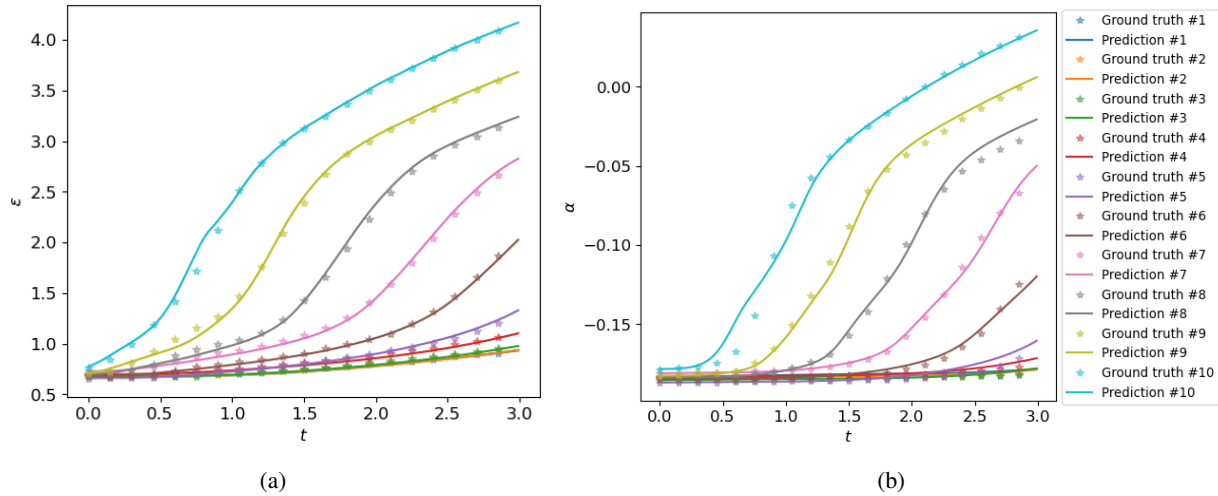 4.0
3.5
3.0
2.5
2.0
1.5
1.0
0.5
ε
0.0 0.5 1.0 1.5 2.0 2.5 3.0
t
(a)
0.00
−0.05
−0.10
−0.15
α
0.0 0.5 1.0 1.5 2.0 2.5 3.0
t
(b)
Ground truth #1
Prediction #1
Ground truth #2
Prediction #2
Ground truth #3
Prediction #3
Ground truth #4
Prediction #4
Ground truth #5
Prediction #5
Ground truth #6
Prediction #6
Ground truth #7
Prediction #7
Ground truth #8
Prediction #8
Ground truth #9
Prediction #9
Ground truth #10
Prediction #10